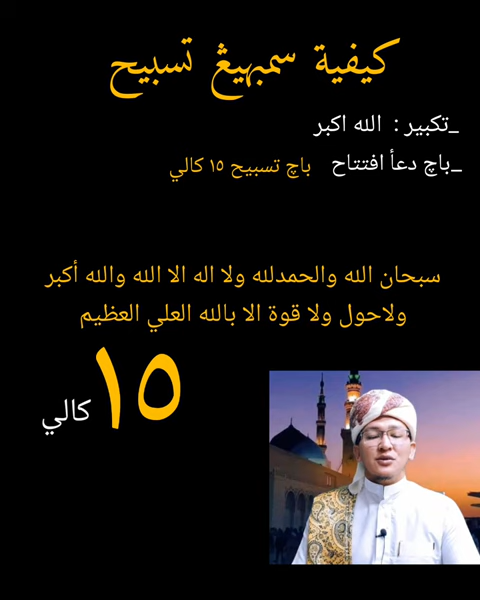 كيفية سمبهيڠ تسبيح
_تكبير : الله اكبر
_باچ دعأ افتتاح باچ تسبيح ١٥ كالي
سبحان الله والحمدلله ولا اله الا الله والله أكبر
ولاحول ولا قوة الا بالله العلي العظيم
١٥ كالي